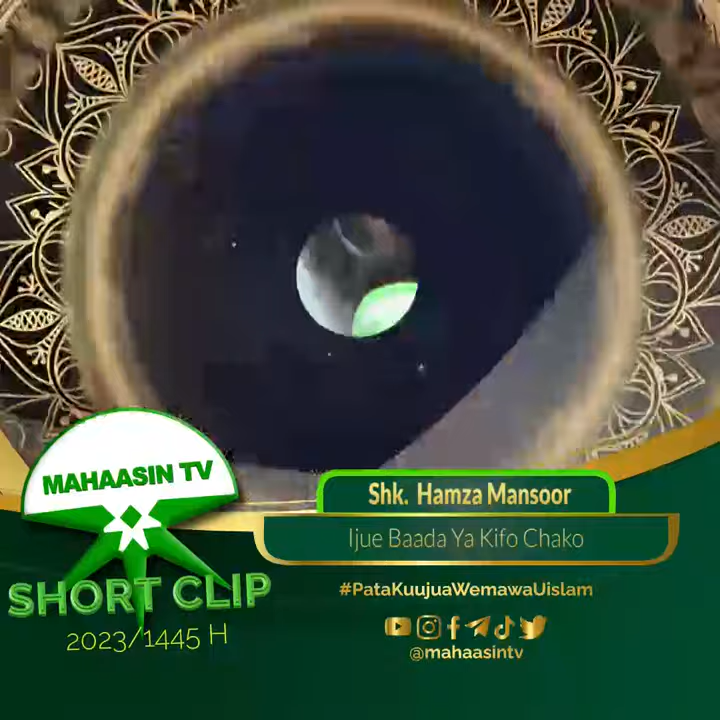 MAHAASIN TV
SHORT CLIP
2023/1445 H
Shk. Hamza Mansoor
Ijue Baada Ya Kifo Chako
#PataKuujuaWemawaUislam
@mahaasintv